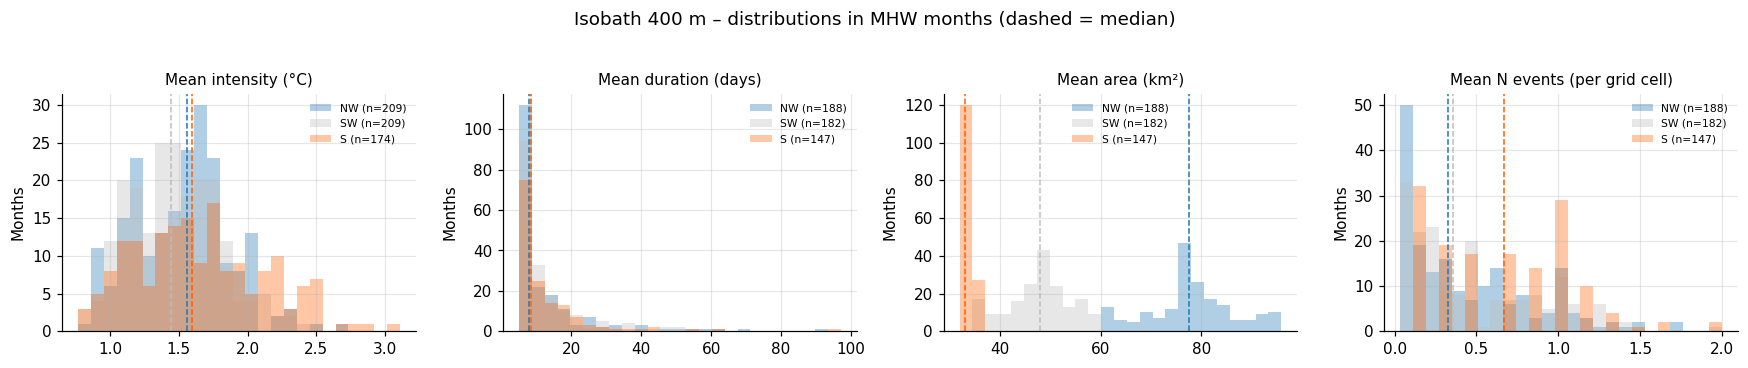 Isobath 400 m – distributions in MHW months (dashed = median)
Mean intensity (°C)
NW (n=209)
SW (n=209)
S (n=174)
Months
30
25
20
15
10
5
0
1.0 1.5 2.0 2.5 3.0
Mean duration (days)
NW (n=188)
SW (n=182)
S (n=147)
Months
100
80
60
40
20
0
20 40 60 80 100
Mean area (km²)
NW (n=188)
SW (n=182)
S (n=147)
Months
120
100
80
60
40
20
0
40 60 80
Mean N events (per grid cell)
NW (n=188)
SW (n=182)
S (n=147)
Months
50
40
30
20
10
0
0.0 0.5 1.0 1.5 2.0